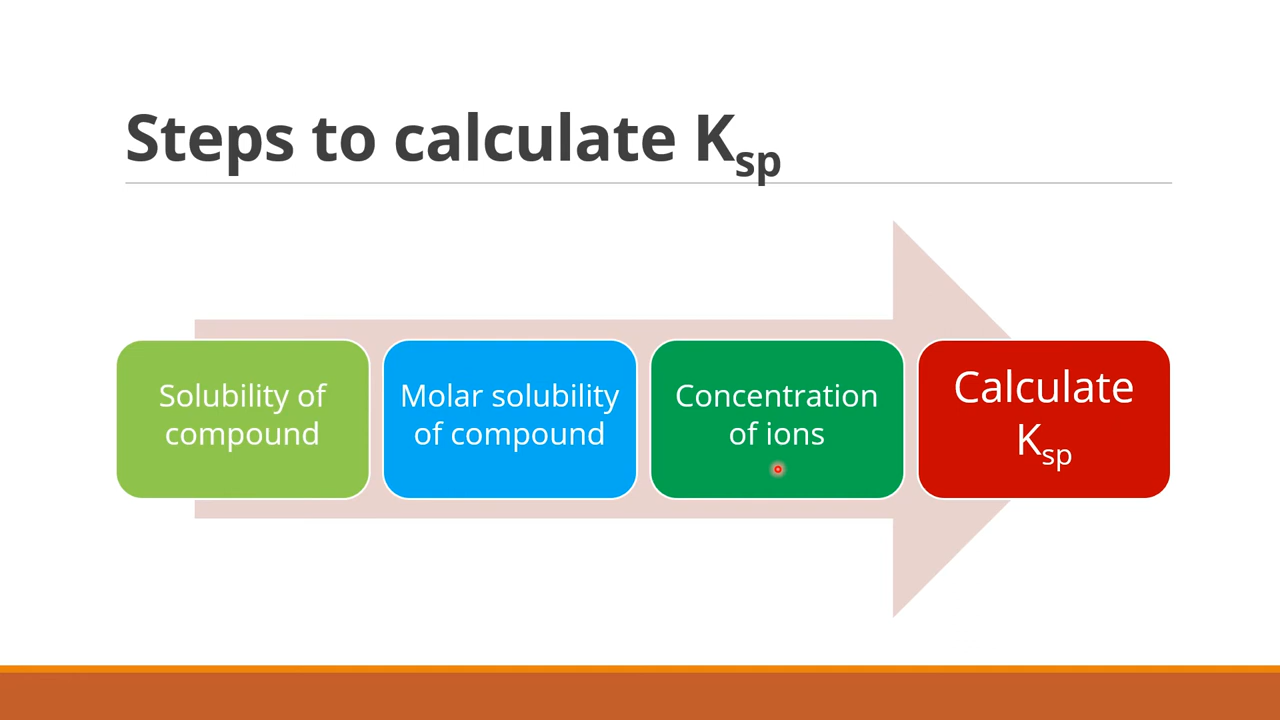 Steps to calculate Ksp
Solubility of
compound
Molar solubility
of compound
Concentration
of ions
Calculate
Ksp